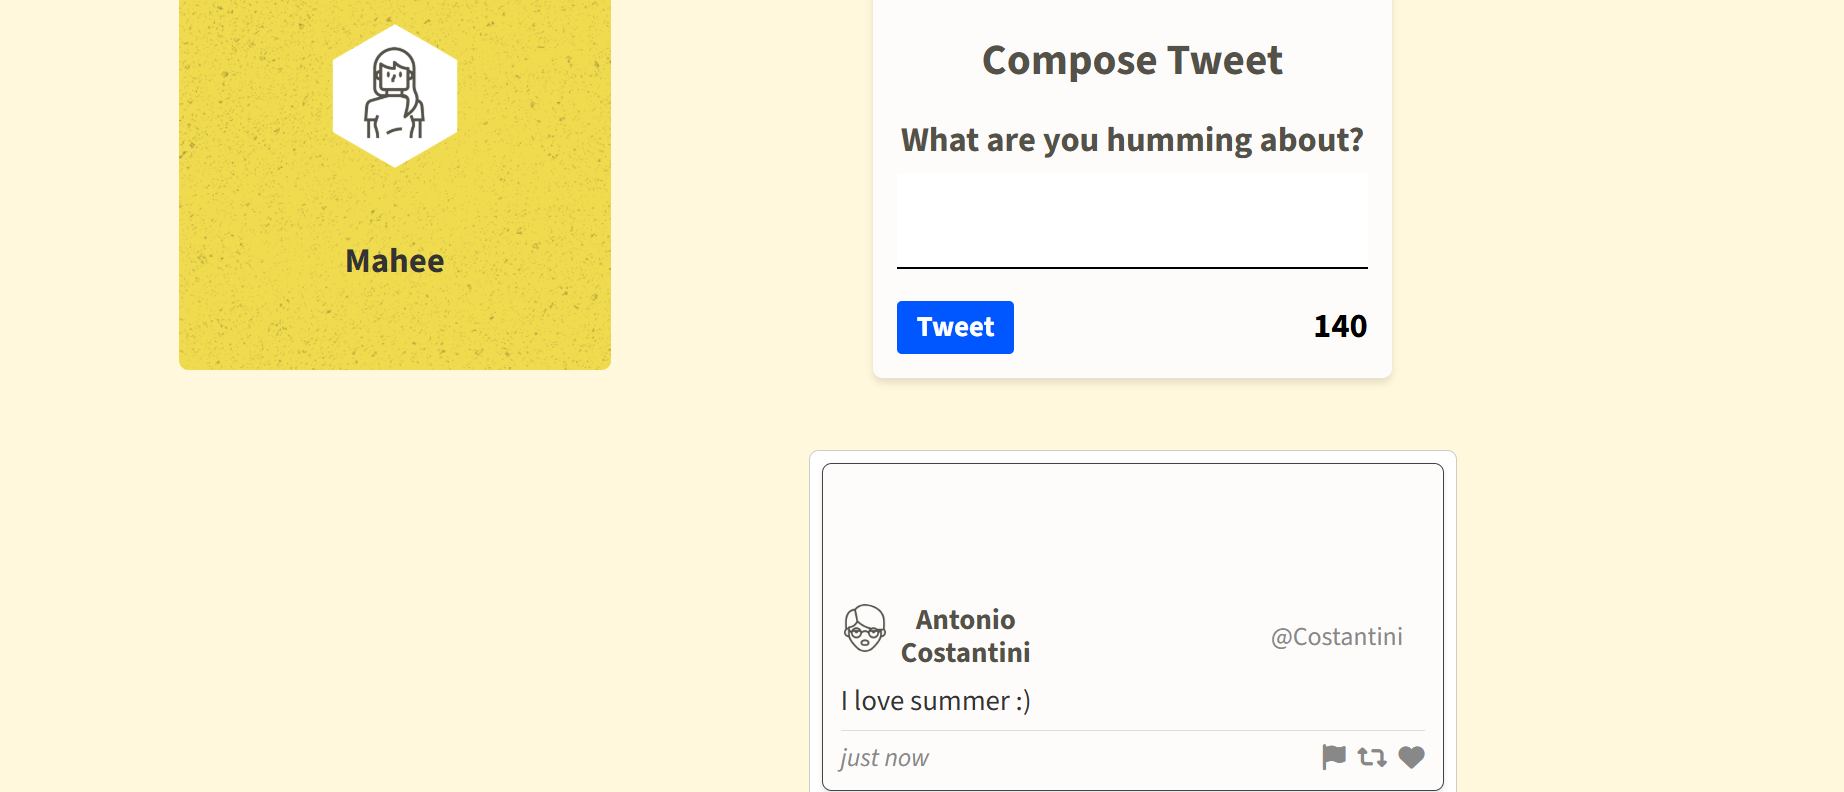 Mahee
Compose Tweet
What are you humming about?
Tweet
140
Antonio
Costantini
@Costantini
I love summer :)
just now